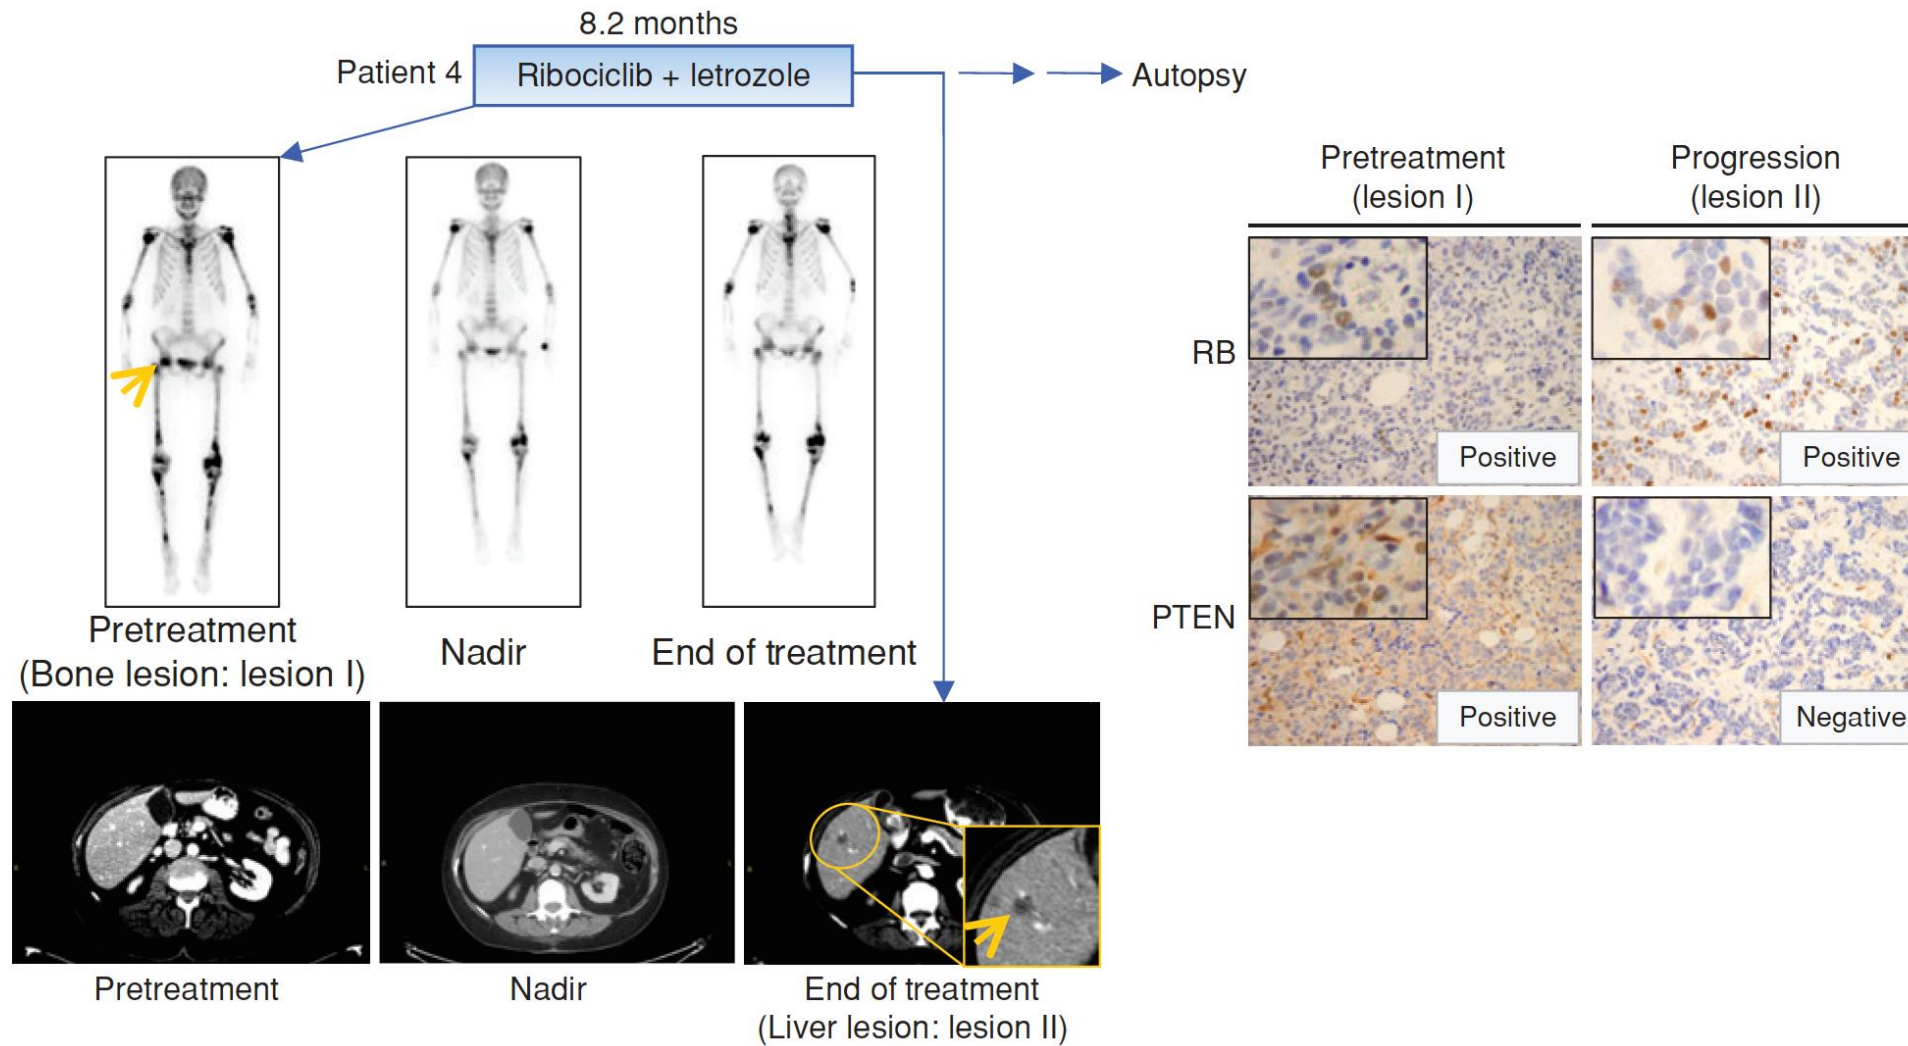 8.2 months
Patient 4
Ribociclib + letrozole
Autopsy
Pretreatment
(Bone lesion: lesion I)
Nadir
End of treatment
Pretreatment
Nadir
End of treatment
(Liver lesion: lesion II)
Pretreatment
(lesion I)
Progression
(lesion II)
RB
Positive
Positive
PTEN
Positive
Negative